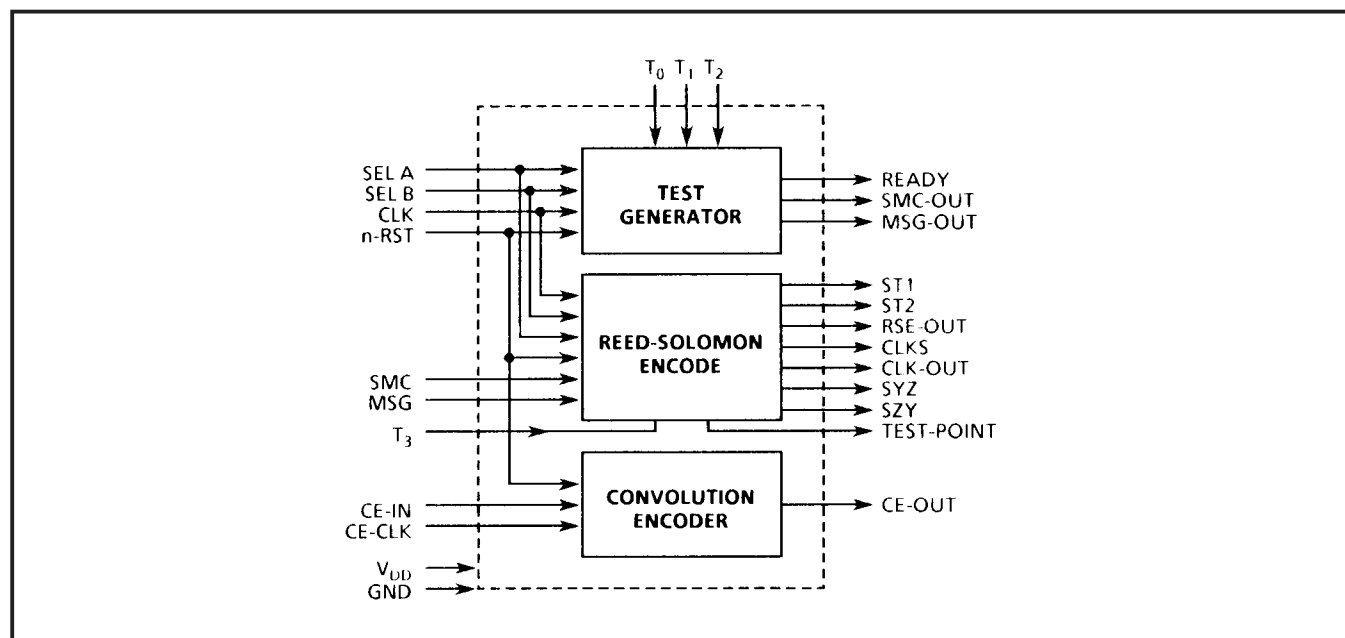 T0 T1 T2
SEL A
SEL B
CLK
n-RST
TEST
GENERATOR
READY
SMC-OUT
MSG-OUT
REED-SOLOMON
ENCODE
SMC
MSG
T3
ST1
ST2
RSE-OUT
CLKS
CLK-OUT
SYZ
SZY
TEST-POINT
CONVOLUTION
ENCODER
CE-IN
CE-CLK
CE-OUT
VDD
GND